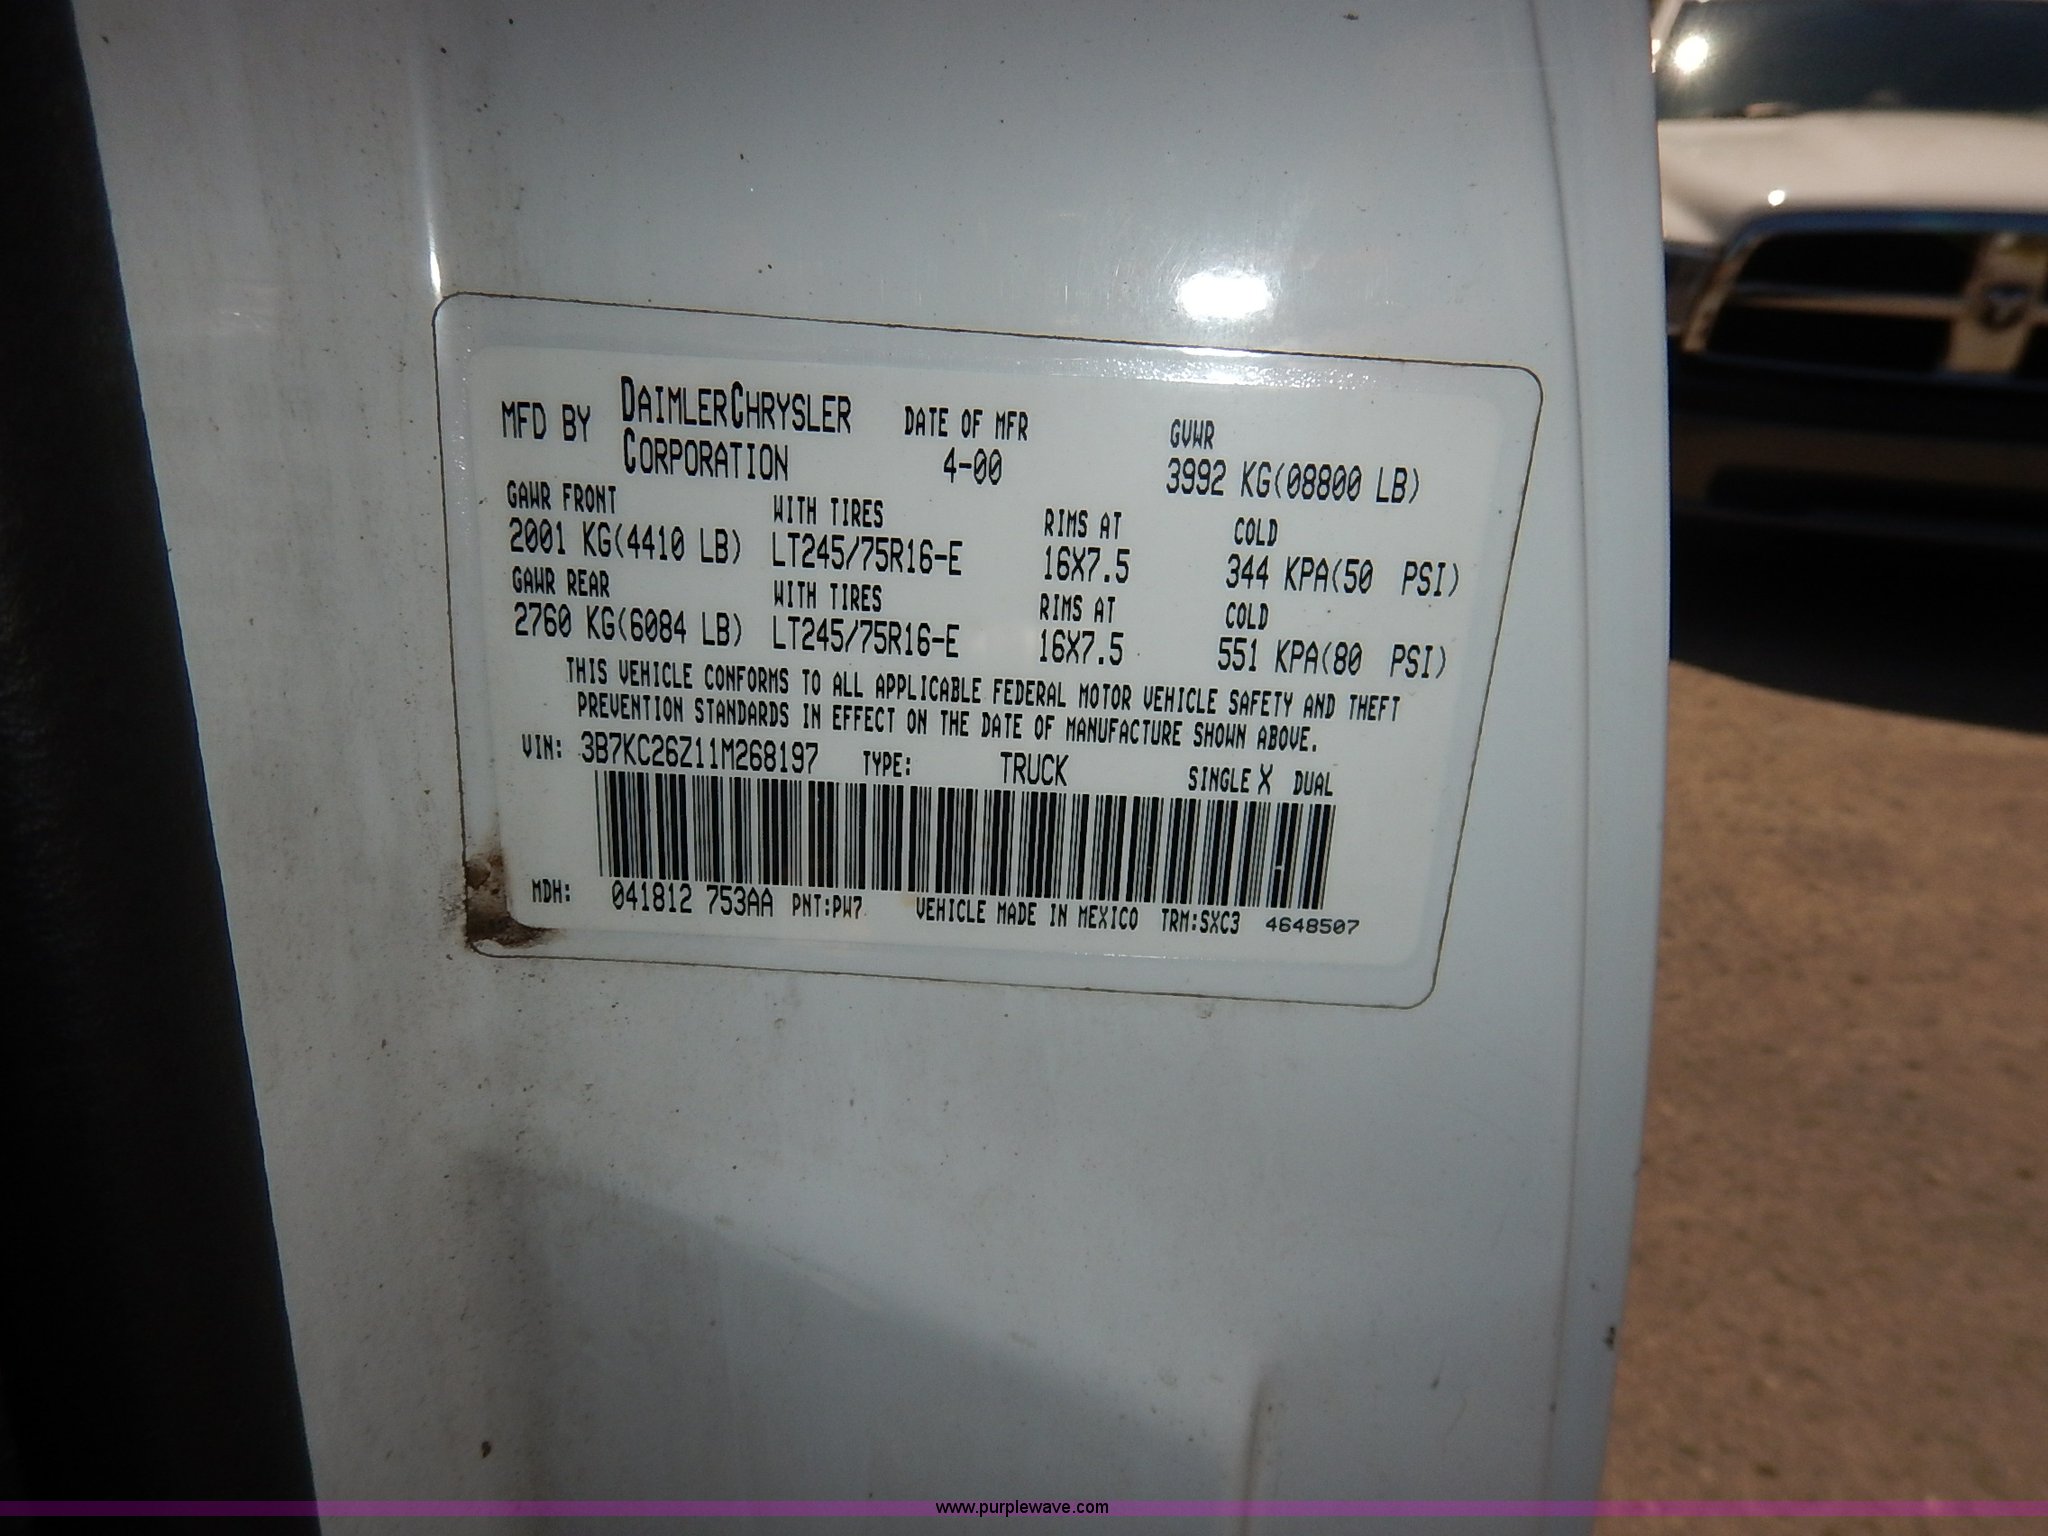 MFD BY DAIMLERCHRYSLER CORPORATION DATE OF MFR 4-00 GVWR 3992 KG(08800 LB)
GAWR FRONT WITH TIRES RIMS AT COLD
2001 KG(4410 LB) LT245/75R16-E 16X7.5 344 KPA(50 PSI)
GAWR REAR WITH TIRES RIMS AT COLD
2760 KG(6084 LB) LT245/75R16-E 16X7.5 551 KPA(80 PSI)
THIS VEHICLE CONFORMS TO ALL APPLICABLE FEDERAL MOTOR VEHICLE SAFETY AND THEFT
PREVENTION STANDARDS IN EFFECT ON THE DATE OF MANUFACTURE SHOWN ABOVE.
VIN: 3B7KC26Z11M268197 TYPE: TRUCK SINGLE X DUAL
MDH: 041812 753AA PNT:PW7 VEHICLE MADE IN MEXICO TRM:SXC3 4648507
www.purplewave.com